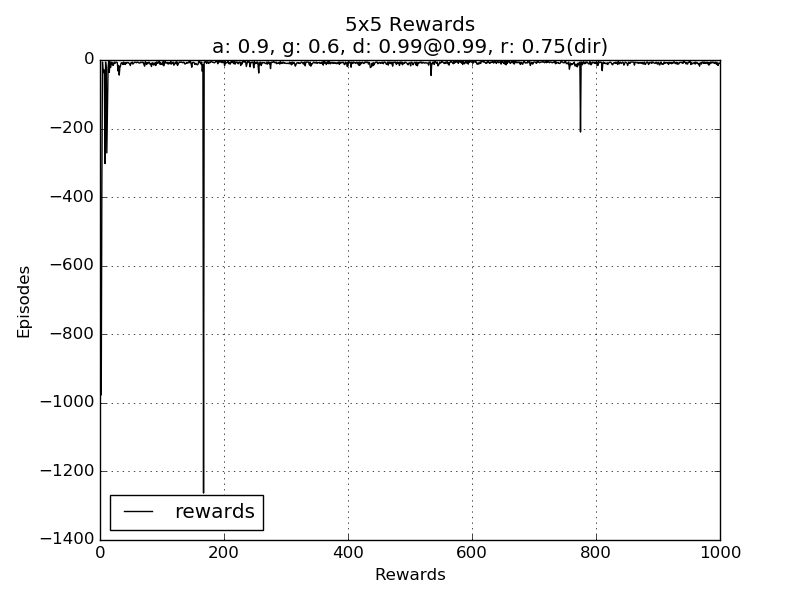 5x5 Rewards
a: 0.9, g: 0.6, d: 0.99@0.99, r: 0.75(dir)
0
−200
−400
−600
−800
−1000
−1200
−1400
Episodes
rewards
0 200 400 600 800 1000
Rewards